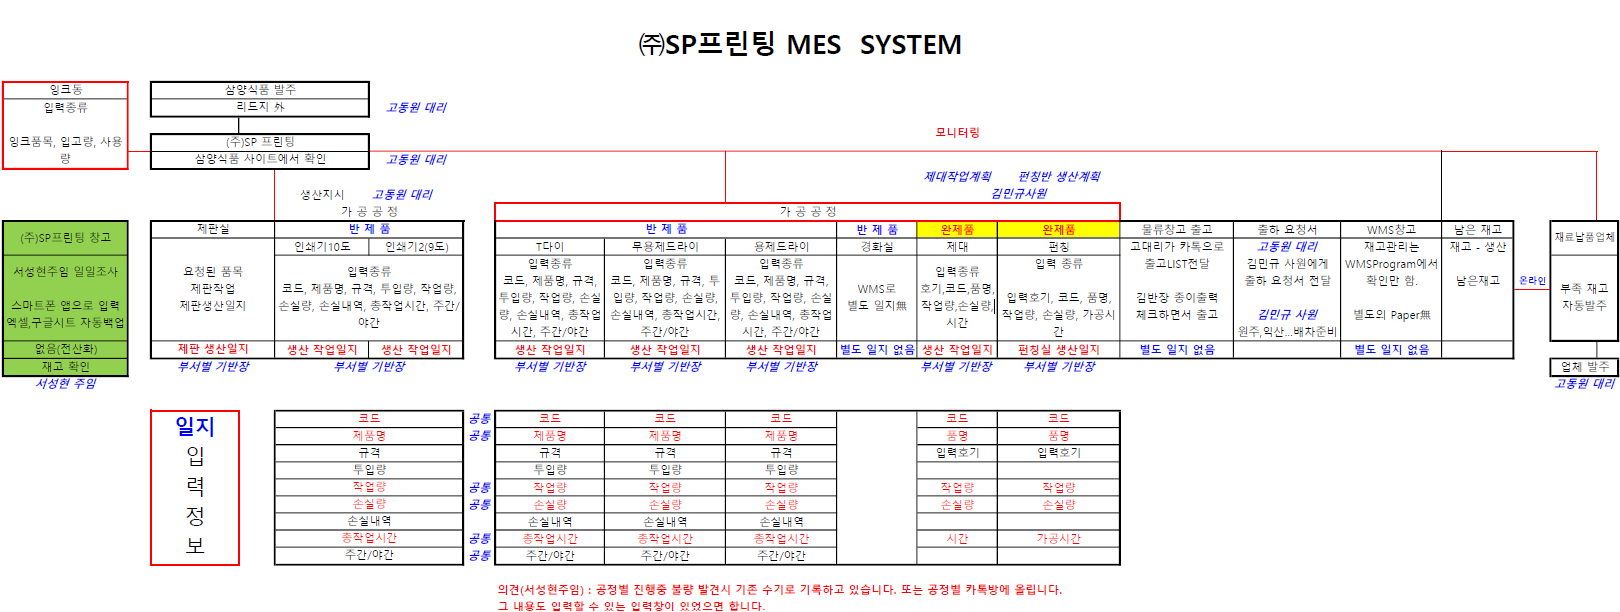 ㈜SP프린팅 MES SYSTEM
잉크동
입력종류
잉크품목, 입고량, 사용
량
삼양식품 발주
리드지 外
고동원 대리
(주)SP 프린팅
삼양식품 사이트에서 확인
고동원 대리
모니터링
생산지시
고동원 대리
가 공 공 정
제대작업계획
펀칭반 생산계획
김민규사원
가 공 공 정
(주)SP프린팅 창고
서성현주임 일일조사
스마트폰 앱으로 입력
엑셀,구글시트 자동백업
없음(전산화)
재고 확인
서성현 주임
제판실
요청된 품목
제판작업
제판생산일지
제판 생산일지
부서별 기반장
반 제 품
인쇄기10도
인쇄기2(9도)
입력종류
코드, 제품명, 규격, 투입량, 작업량,
손실량, 손실내역, 총작업시간, 주간/
야간
생산 작업일지
생산 작업일지
부서별 기반장
반 제 품
T다이
입력종류
코드, 제품명, 규격,
투입량, 작업량, 손실
량, 손실내역, 총작업
시간, 주간/야간
생산 작업일지
부서별 기반장
무용제드라이
입력종류
코드, 제품명, 규격, 투
입량, 작업량, 손실량,
손실내역, 총작업시간,
주간/야간
생산 작업일지
부서별 기반장
용제드라이
입력종류
코드, 제품명, 규격,
투입량, 작업량, 손실
량, 손실내역, 총작업
시간, 주간/야간
생산 작업일지
부서별 기반장
반 제 품
경화실
WMS로
별도 일지無
별도 일지 없음
완제품
제대
입력종류
호기,코드,품명,
작업량,손실량,
시간
생산 작업일지
부서별 기반장
완제품
펀칭
입력 종류
입력호기, 코드, 품명,
작업량, 손실량, 가공시
간
펀칭실 생산일지
부서별 기반장
물류창고 출고
고대리가 카톡으로
출고LIST전달
김반장 종이출력
체크하면서 출고
별도 일지 없음
출하 요청서
고동원 대리
김민규 사원에게
출하 요청서 전달
김민규 사원
원주,익산...배차준비
WMS창고
재고관리는
WMSProgram에서
확인만 함.
별도의 Paper無
별도 일지 없음
남은 재고
재고 - 생산
남은재고
온라인
재료납품업체
부족 재고
자동발주
업체 발주
고동원 대리
일지
입
력
정
보
코드 공통 코드 코드 코드 코드 코드
제품명 공통 제품명 제품명 제품명 품명 품명
규격 규격 규격 규격 입력호기 입력호기
투입량 투입량 투입량 투입량
작업량 공통 작업량 작업량 작업량 작업량 작업량
손실량 공통 손실량 손실량 손실량 손실량 손실량
손실내역 손실내역 손실내역 손실내역
총작업시간 공통 총작업시간 총작업시간 총작업시간 시간 가공시간
주간/야간 공통 주간/야간 주간/야간 주간/야간
의견(서성현주임) : 공정별 진행중 불량 발견시 기존 수기로 기록하고 있습니다. 또는 공정별 카톡방에 올립니다.
그 내용도 입력할 수 있는 입력창이 있었으면 합니다.